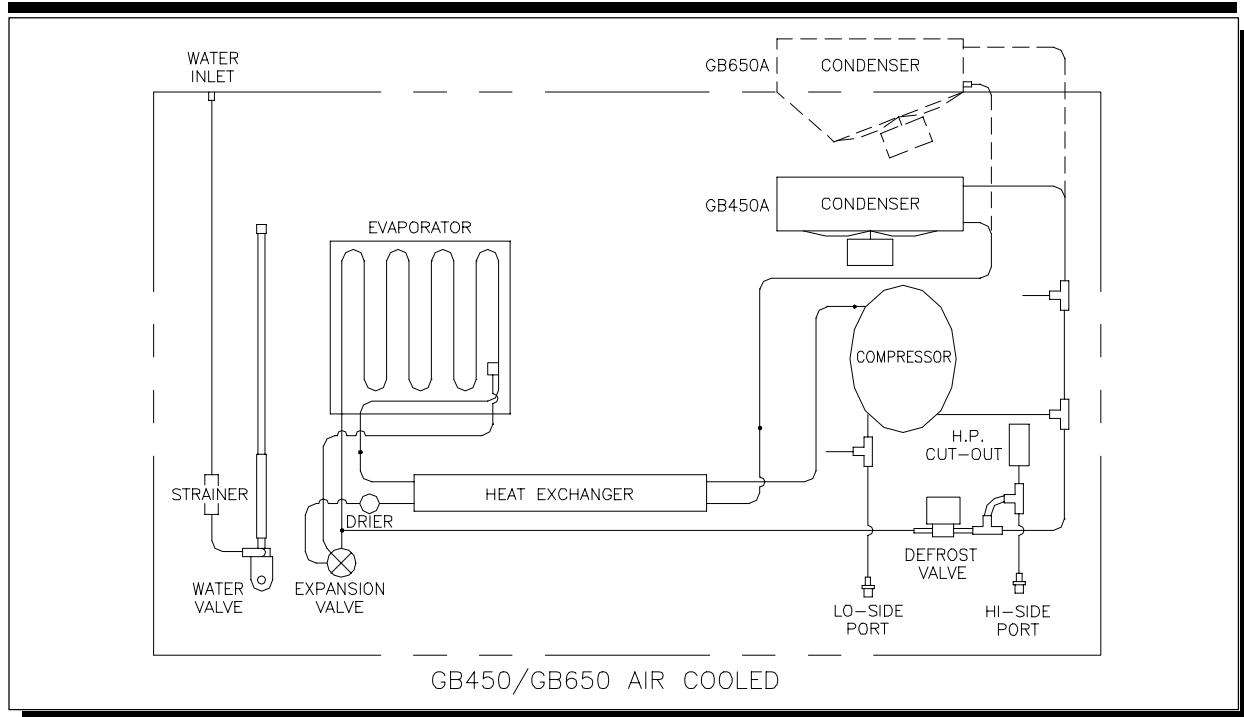 WATER
INLET
GB650A
CONDENSER
GB450A
CONDENSER
EVAPORATOR
COMPRESSOR
H.P.
CUT-OUT
STRAINER
HEAT EXCHANGER
DRIER
DEFROST
VALVE
WATER
VALVE
EXPANSION
VALVE
LO-SIDE
PORT
HI-SIDE
PORT
GB450/GB650 AIR COOLED